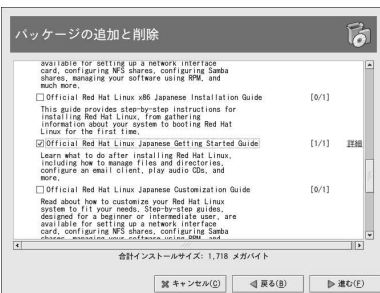 パッケージの追加と削除
available for setting up a network interface
card, configuring NFS shares, configuring Samba
shares, managing your software using RPM, and
much more.
Official Red Hat Linux x86 Japanese Installation Guide [0/1]
This guide provides step-by-step instructions for
installing Red Hat Linux, from gathering
information about your system to booting Red Hat
Linux for the first time.
Official Red Hat Linux Japanese Getting Started Guide [1/1] 詳細
Learn what to do after installing Red Hat Linux,
including how to manage files and directories,
configure an email client, play audio CDs, and
more.
Official Red Hat Linux Japanese Customization Guide [0/1]
Read about how to customize your Red Hat Linux
system to fit your needs. Step-by-step guides,
designed for a beginner or intermediate user, are
available for setting up a network interface
card, configuring NFS shares, configuring Samba
shares, managing your software using RPM, and
合計インストールサイズ: 1,718 メガバイト
キャンセル(C) 戻る(B) 進む(F)